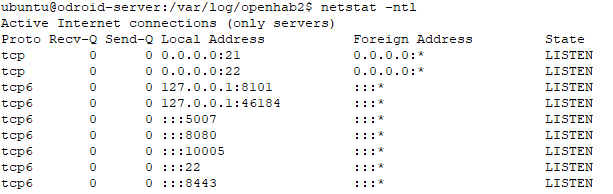 ubuntu@odroid-server:/var/log/openhab2$ netstat -ntl
Active Internet connections (only servers)
Proto Recv-Q Send-Q Local Address           Foreign Address         State
tcp        0      0 0.0.0.0:21              0.0.0.0:*               LISTEN
tcp        0      0 0.0.0.0:22              0.0.0.0:*               LISTEN
tcp6       0      0 127.0.0.1:8101          :::*                    LISTEN
tcp6       0      0 127.0.0.1:46184         :::*                    LISTEN
tcp6       0      0 :::5007                 :::*                    LISTEN
tcp6       0      0 :::8080                 :::*                    LISTEN
tcp6       0      0 :::10005                :::*                    LISTEN
tcp6       0      0 :::22                   :::*                    LISTEN
tcp6       0      0 :::8443                 :::*                    LISTEN